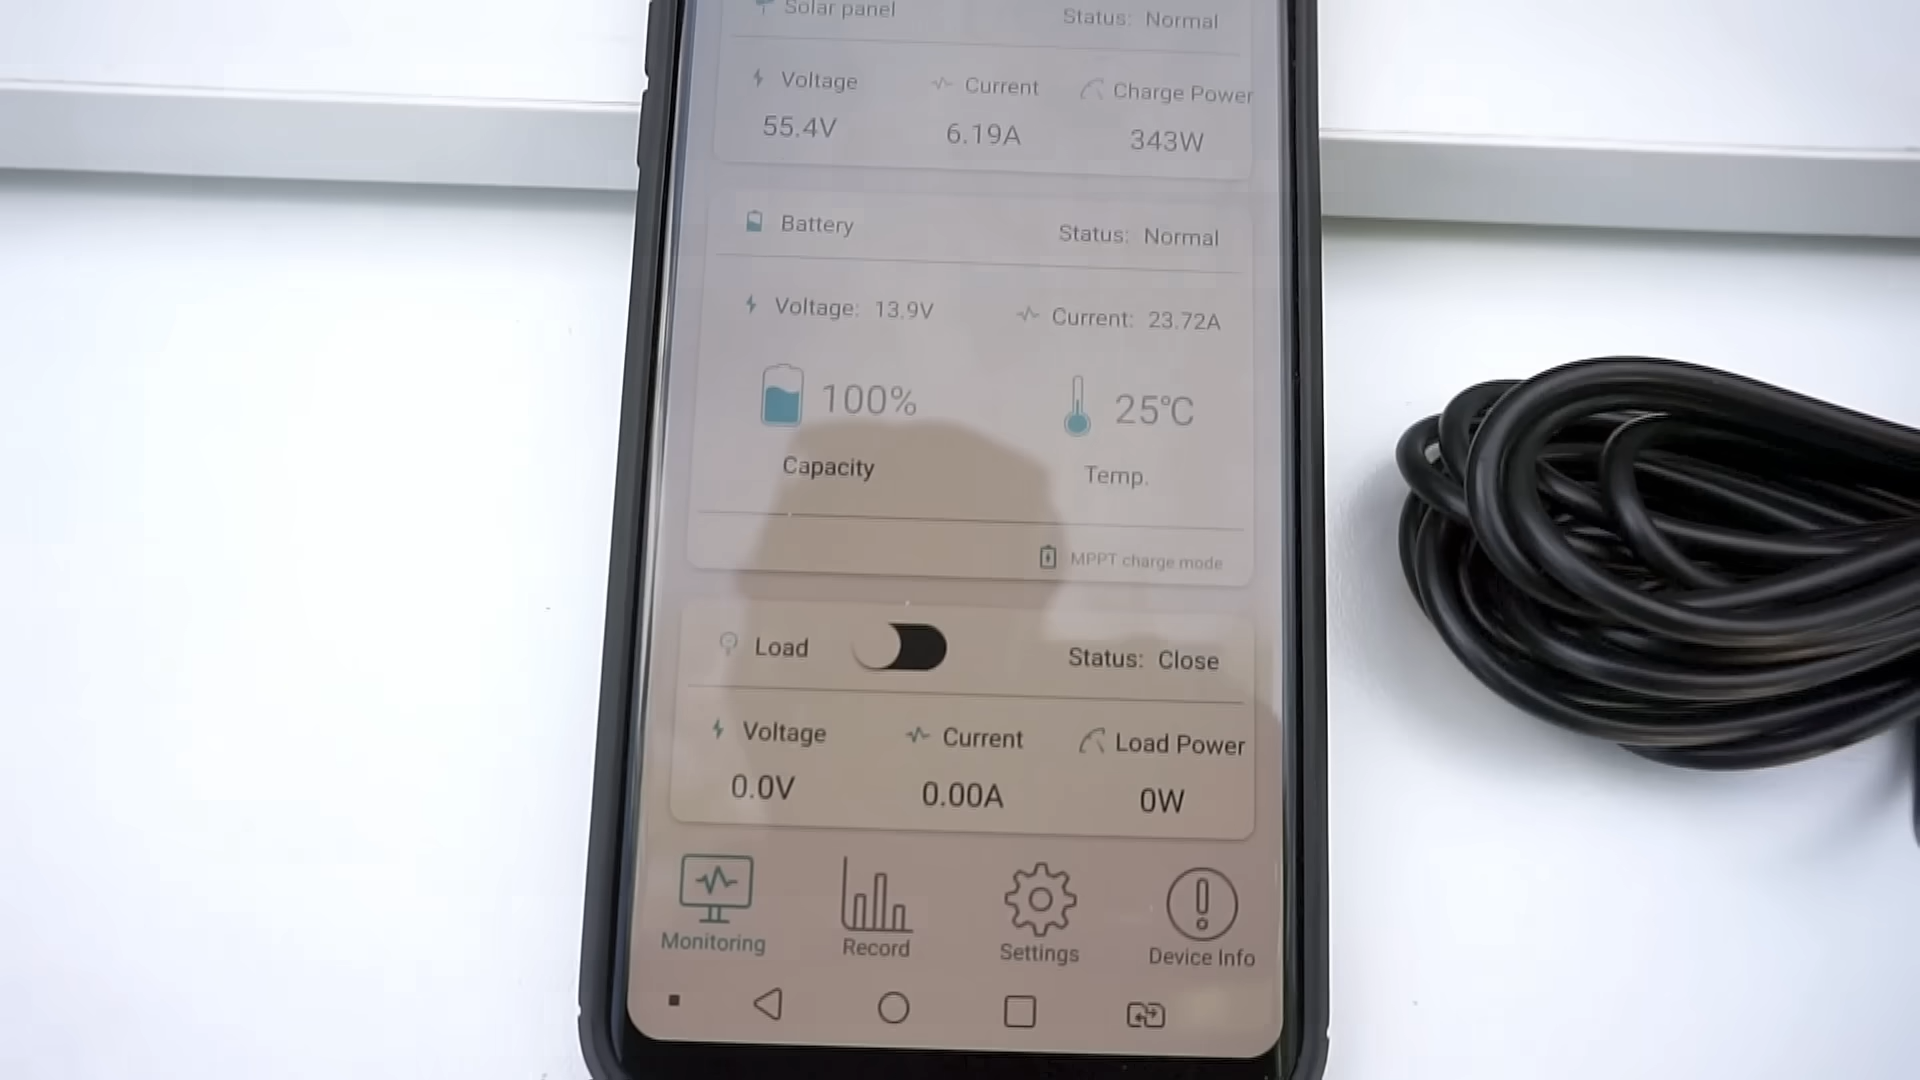 Solar panel Status: Normal
Voltage Current Charge Power
55.4V 6.19A 343W
Battery Status: Normal
Voltage: 13.9V Current: 23.72A
100% 25°C
Capacity Temp.
MPPT charge mode
Load Status: Close
Voltage Current Load Power
0.0V 0.00A 0W
Monitoring Record Settings Device Info